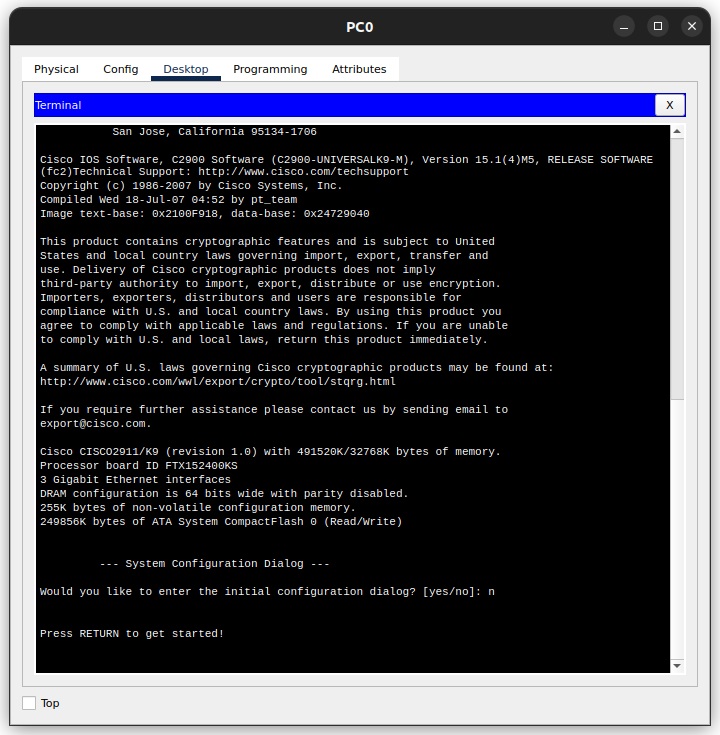 PC0
Physical Config Desktop Programming Attributes
Terminal X
San Jose, California 95134-1706
Cisco IOS Software, C2900 Software (C2900-UNIVERSALK9-M), Version 15.1(4)M5, RELEASE SOFTWARE
(fc2)Technical Support: http://www.cisco.com/techsupport
Copyright (c) 1986-2007 by Cisco Systems, Inc.
Compiled Wed 18-Jul-07 04:52 by pt_team
Image text-base: 0x2100F918, data-base: 0x24729040
This product contains cryptographic features and is subject to United
States and local country laws governing import, export, transfer and
use. Delivery of Cisco cryptographic products does not imply
third-party authority to import, export, distribute or use encryption.
Importers, exporters, distributors and users are responsible for
compliance with U.S. and local country laws. By using this product you
agree to comply with applicable laws and regulations. If you are unable
to comply with U.S. and local laws, return this product immediately.
A summary of U.S. laws governing Cisco cryptographic products may be found at:
http://www.cisco.com/wwl/export/crypto/tool/stqrg.html
If you require further assistance please contact us by sending email to
export@cisco.com.
Cisco CISCO2911/K9 (revision 1.0) with 491520K/32768K bytes of memory.
Processor board ID FTX152400KS
3 Gigabit Ethernet interfaces
DRAM configuration is 64 bits wide with parity disabled.
255K bytes of non-volatile configuration memory.
249856K bytes of ATA System CompactFlash 0 (Read/Write)
--- System Configuration Dialog ---
Would you like to enter the initial configuration dialog? [yes/no]: n
Press RETURN to get started!
Top